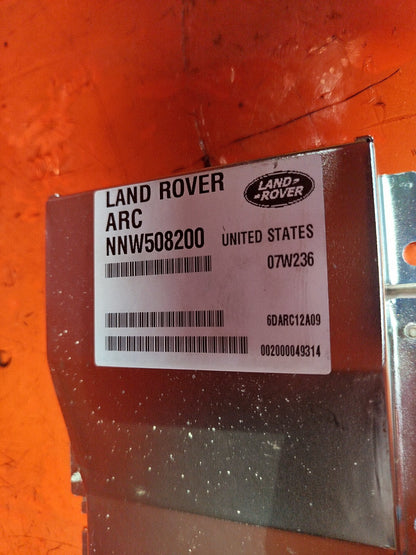 LAND ROVER
ARC
NNW508200
LAND-
-ROVER
UNITED STATES
07W236
6DARC12A09
002000049314